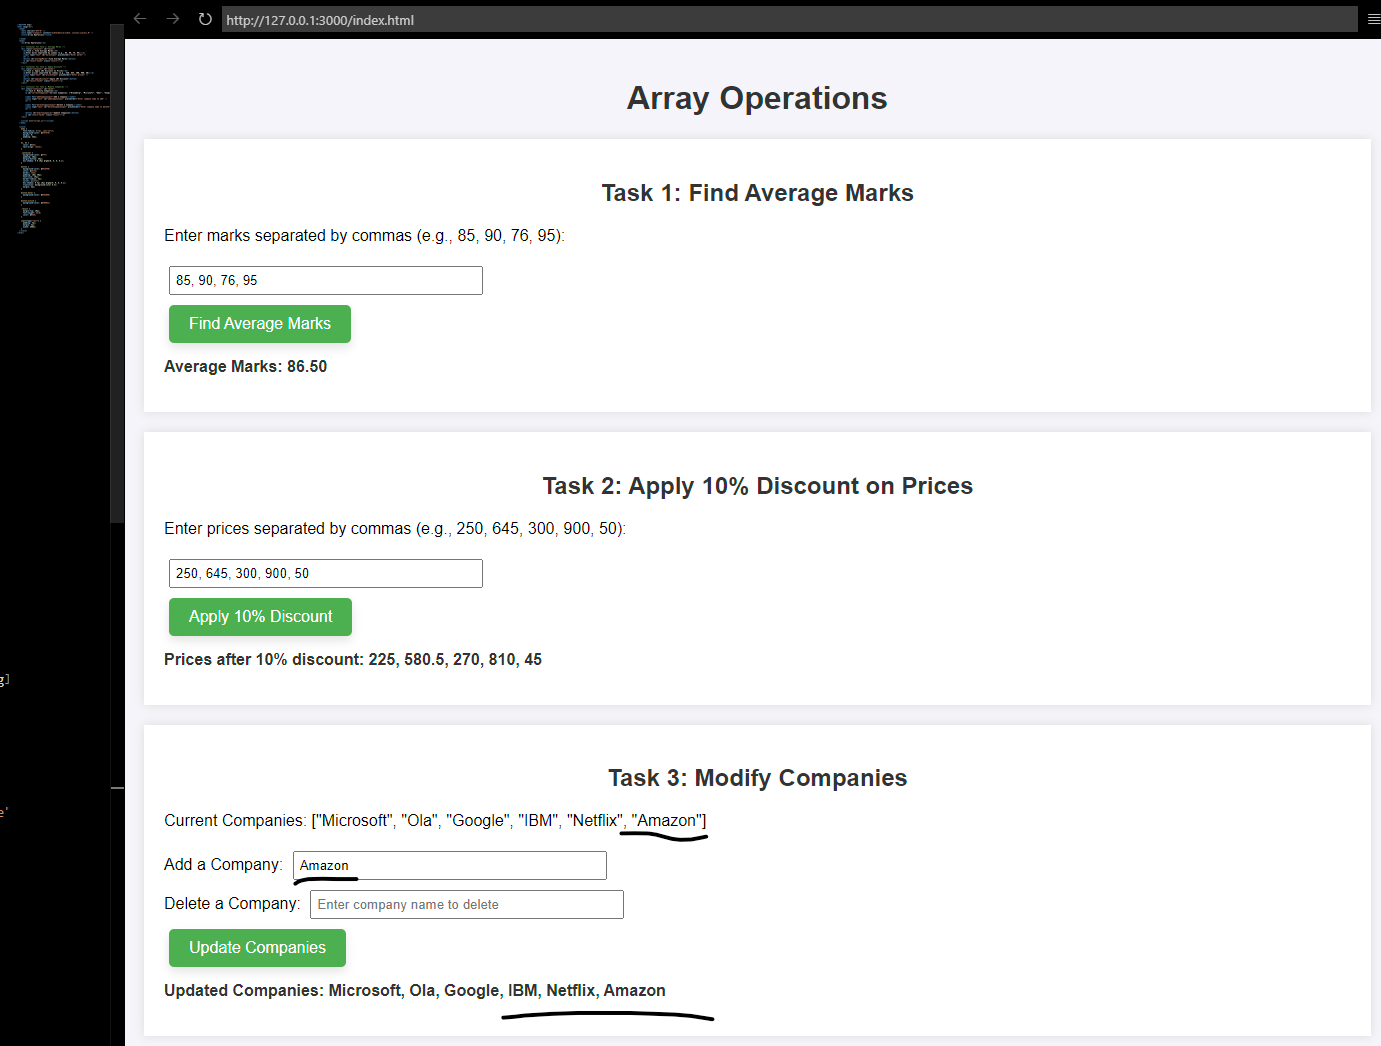 http://127.0.0.1:3000/index.html
Array Operations
Task 1: Find Average Marks
Enter marks separated by commas (e.g., 85, 90, 76, 95):
85, 90, 76, 95
Find Average Marks
Average Marks: 86.50
Task 2: Apply 10% Discount on Prices
Enter prices separated by commas (e.g., 250, 645, 300, 900, 50):
250, 645, 300, 900, 50
Apply 10% Discount
Prices after 10% discount: 225, 580.5, 270, 810, 45
g]
Task 3: Modify Companies
e'
Current Companies: ["Microsoft", "Ola", "Google", "IBM", "Netflix", "Amazon"]
Add a Company: Amazon
Delete a Company: Enter company name to delete
Update Companies
Updated Companies: Microsoft, Ola, Google, IBM, Netflix, Amazon